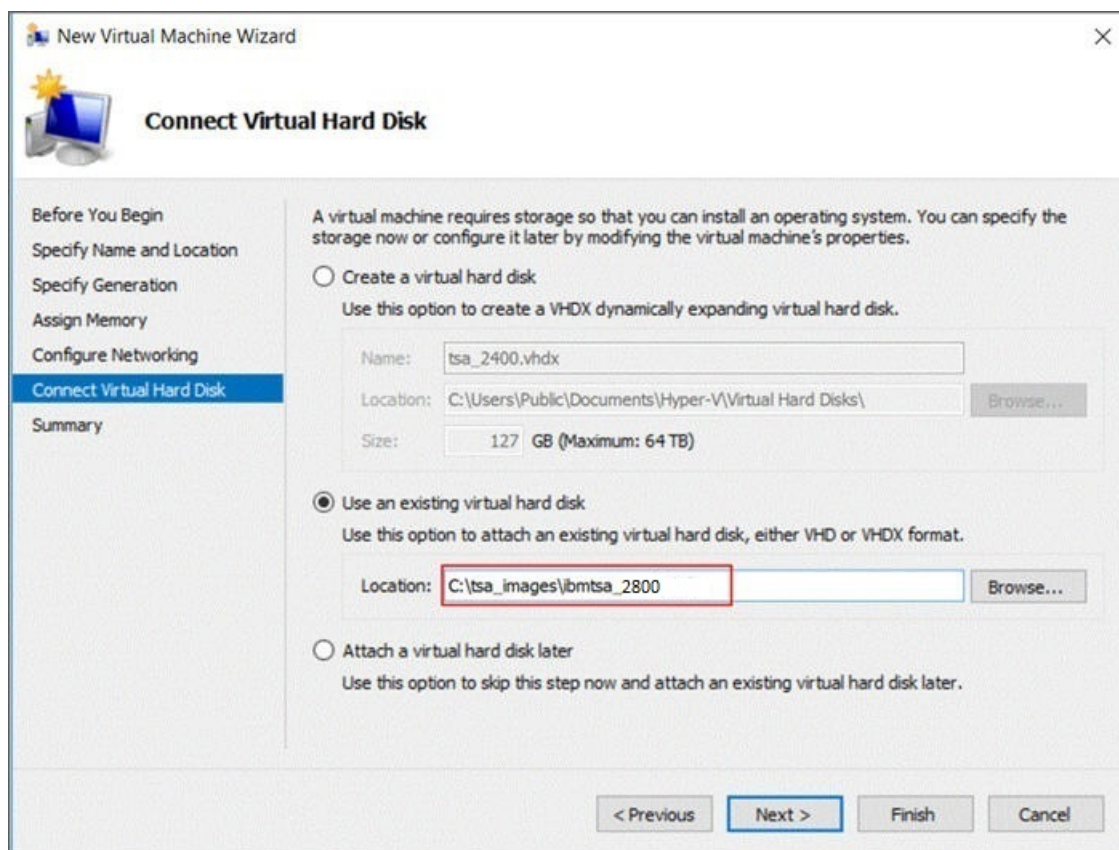 New Virtual Machine Wizard
Connect Virtual Hard Disk
Before You Begin
Specify Name and Location
Specify Generation
Assign Memory
Configure Networking
Connect Virtual Hard Disk
Summary
A virtual machine requires storage so that you can install an operating system. You can specify the
storage now or configure it later by modifying the virtual machine's properties.
Create a virtual hard disk
Use this option to create a VHDX dynamically expanding virtual hard disk.
Name: tsa_2400.vhdx
Location: C:\Users\Public\Documents\Hyper-V\Virtual Hard Disks\ Browse...
Size: 127 GB (Maximum: 64 TB)
Use an existing virtual hard disk
Use this option to attach an existing virtual hard disk, either VHD or VHDX format.
Location: C:\tsa_images\ibmtsa_2800 Browse...
Attach a virtual hard disk later
Use this option to skip this step now and attach an existing virtual hard disk later.
< Previous Next > Finish Cancel